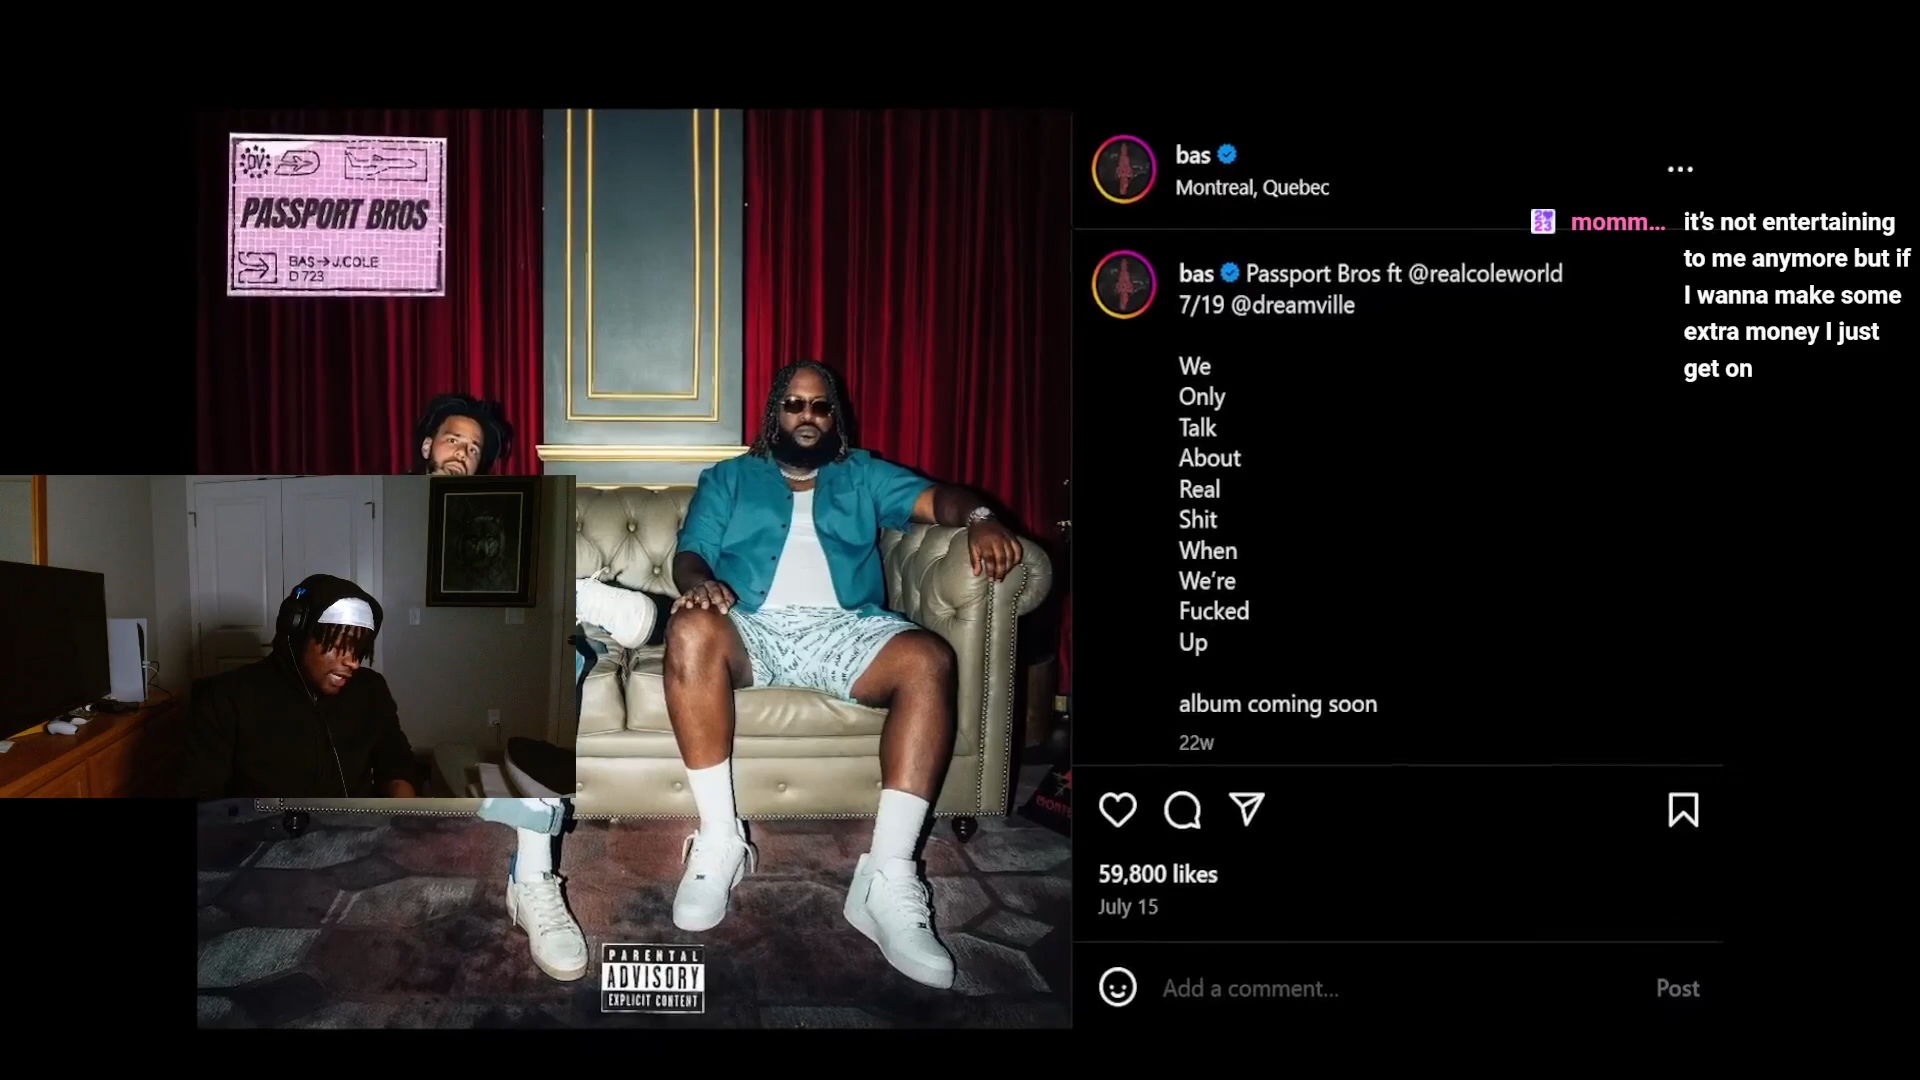 DV
PASSPORT BROS
BAS→J.COLE
D 723
PARENTAL
ADVISORY
EXPLICIT CONTENT
bas
Montreal, Quebec
bas Passport Bros ft @realcoleworld
7/19 @dreamville
We
Only
Talk
About
Real
Shit
When
We’re
Fucked
Up
album coming soon
22w
59,800 likes
July 15
Add a comment...
Post
momm...
it’s not entertaining
to me anymore but if
I wanna make some
extra money I just
get on